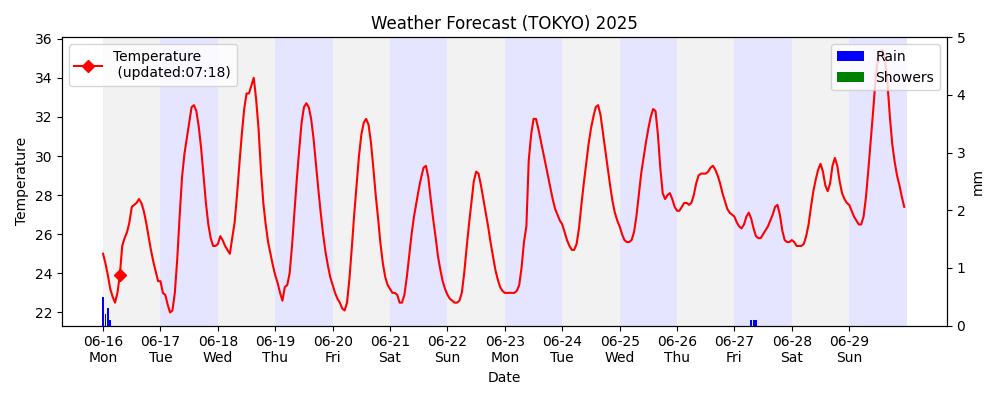 Weather Forecast (TOKYO) 2025
Temperature
(updated:07:18)
Rain
Showers
36
34
32
30
28
26
24
22
Temperature
5
4
3
2
1
0
mm
06-16 06-17 06-18 06-19 06-20 06-21 06-22 06-23 06-24 06-25 06-26 06-27 06-28 06-29
Mon Tue Wed Thu Fri Sat Sun Mon Tue Wed Thu Fri Sat Sun
Date